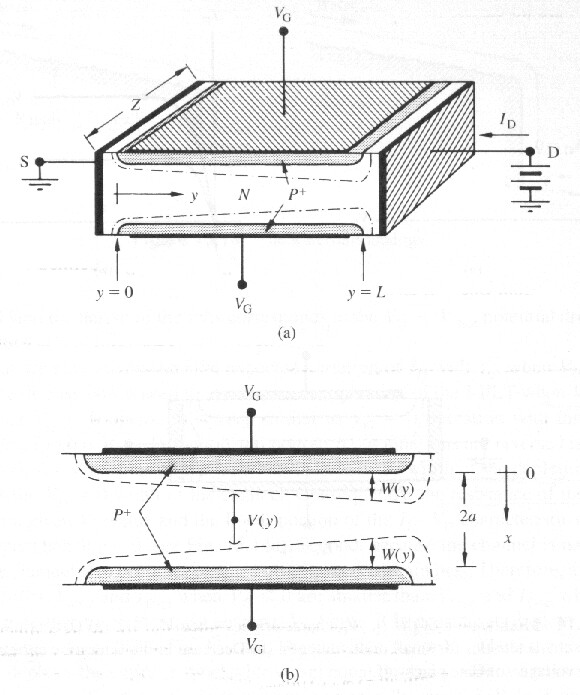 V_G
Z
I_D
S
D
y
N
P+
y = 0
V_G
y = L
(a)
V_G
0
W(y)
P+
V(y)
2a
x
W(y)
V_G
(b)